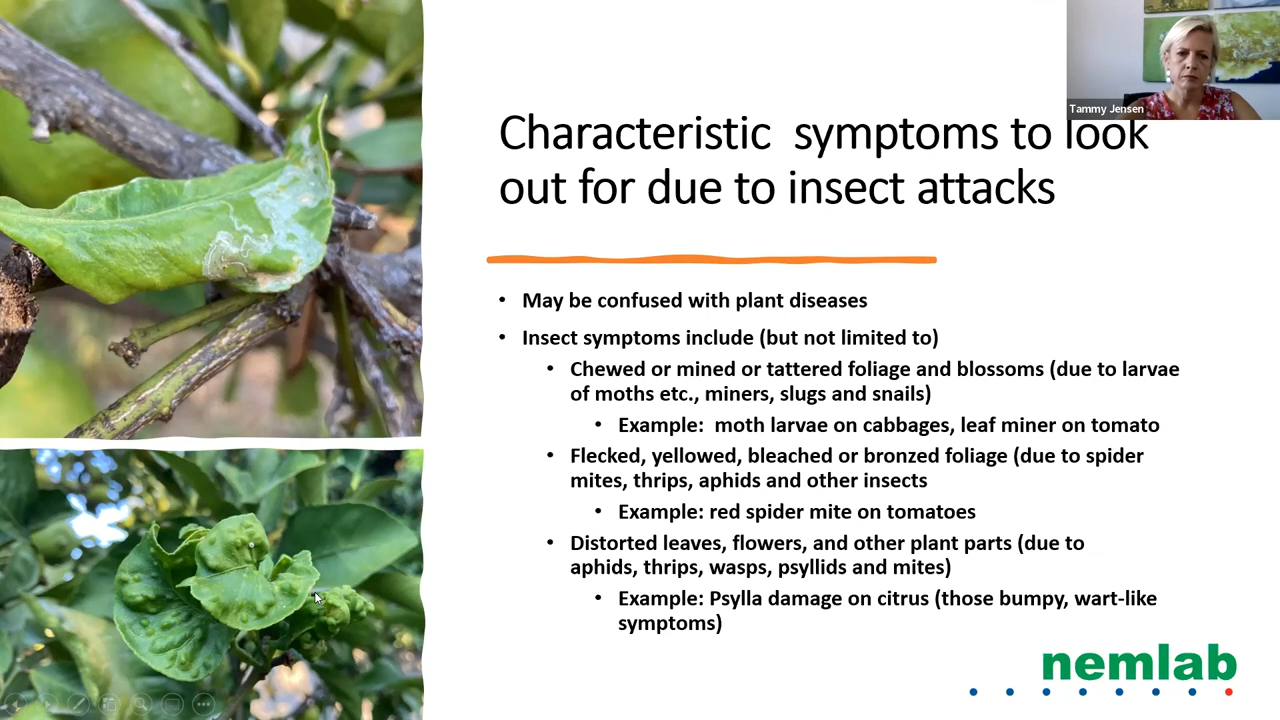 Tammy Jensen
Characteristic  symptoms to look
out for due to insect attacks
• May be confused with plant diseases
• Insect symptoms include (but not limited to)
• Chewed or mined or tattered foliage and blossoms (due to larvae
of moths etc., miners, slugs and snails)
• Example:  moth larvae on cabbages, leaf miner on tomato
• Flecked, yellowed, bleached or bronzed foliage (due to spider
mites, thrips, aphids and other insects
• Example: red spider mite on tomatoes
• Distorted leaves, flowers, and other plant parts (due to
aphids, thrips, wasps, psyllids and mites)
• Example: Psylla damage on citrus (those bumpy, wart-like
symptoms)
nemlab